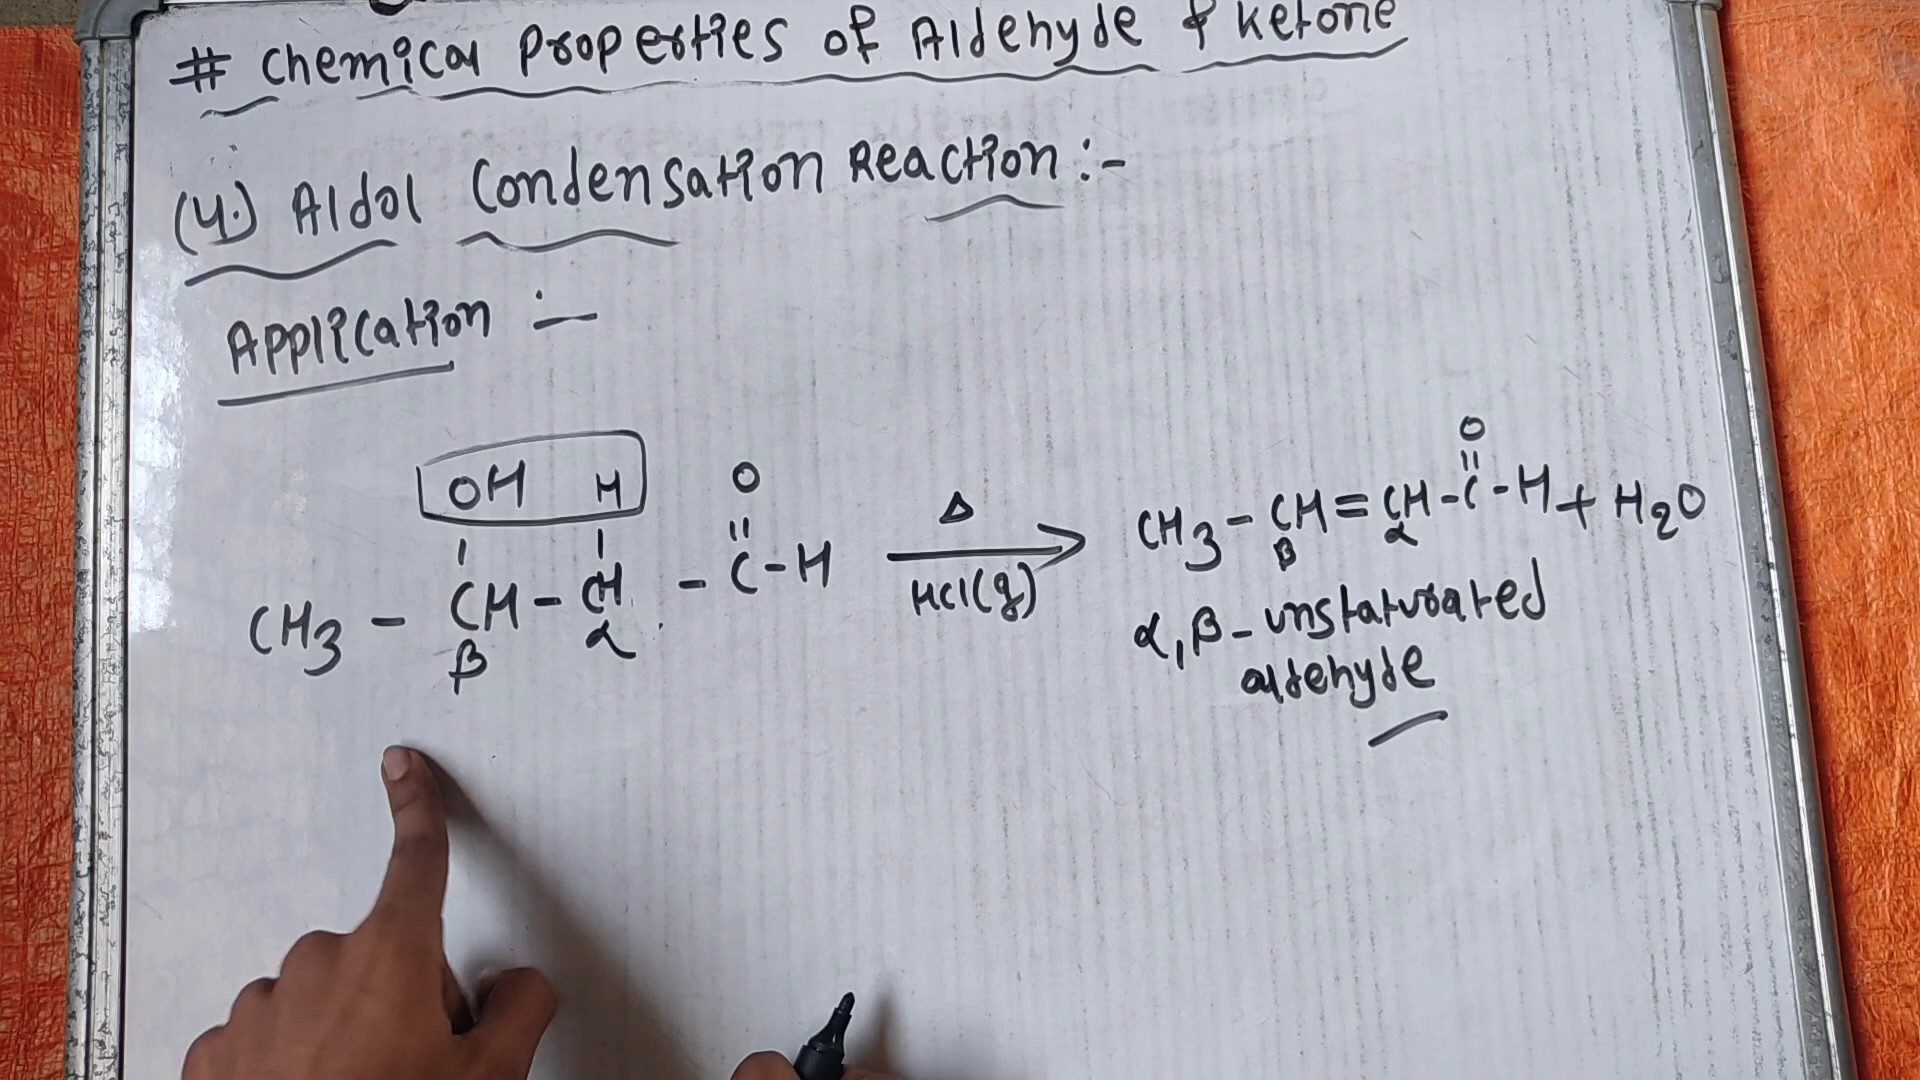 # Chemical Properties of Aldehyde & Ketone
(4.) Aldol Condensation Reaction :-
Application :-
OH H O
CH3 - CH - CH - C - H
β α
Δ
HCl(g)
O
CH3 - CH = CH - C - H + H2O
β α
α, β - unstaturated
aldehyde